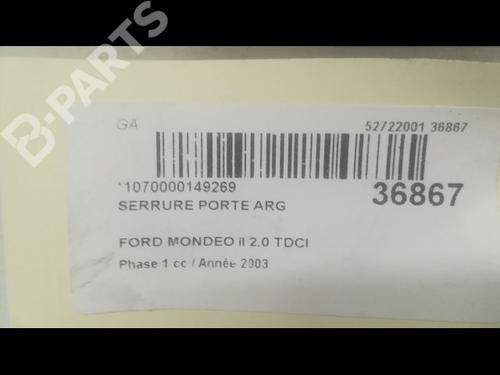 B-PARTS
GA
52722001 36867
*1070000149269
36867
SERRURE PORTE ARG
FORD MONDEO II 2.0 TDCI
Phase 1 cc / Année 2003